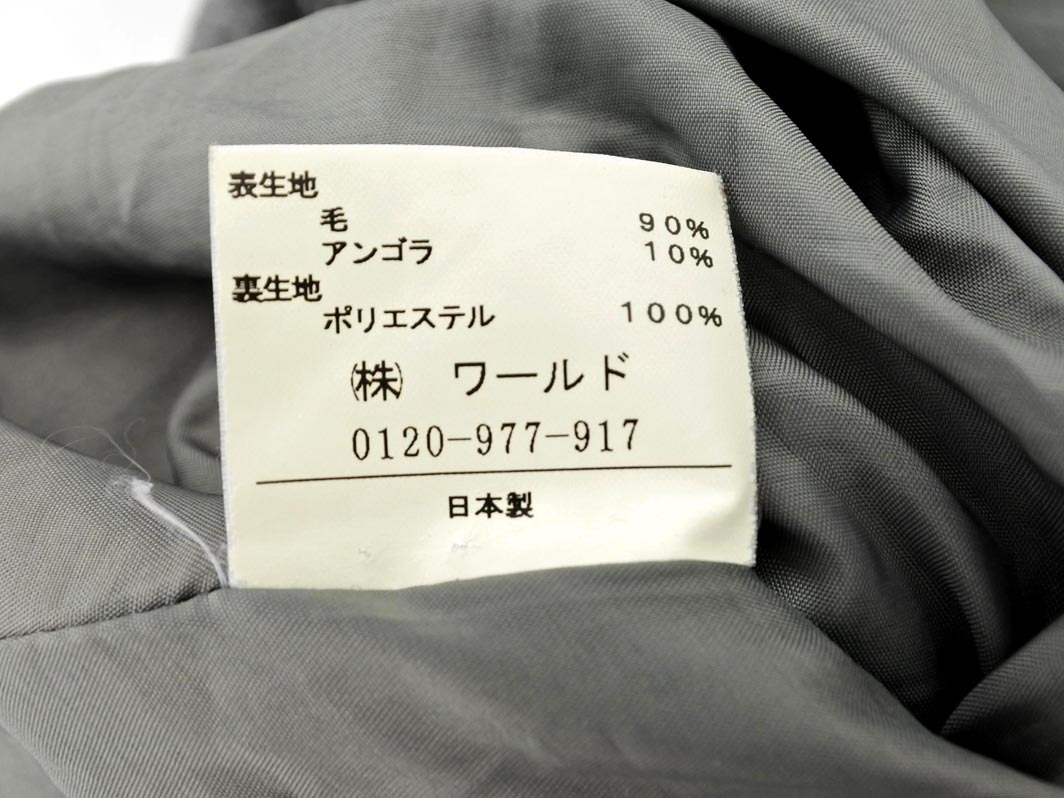 表生地
毛 90%
アンゴラ 10%
裏生地
ポリエステル 100%
㈱ ワールド
0120-977-917
日本製